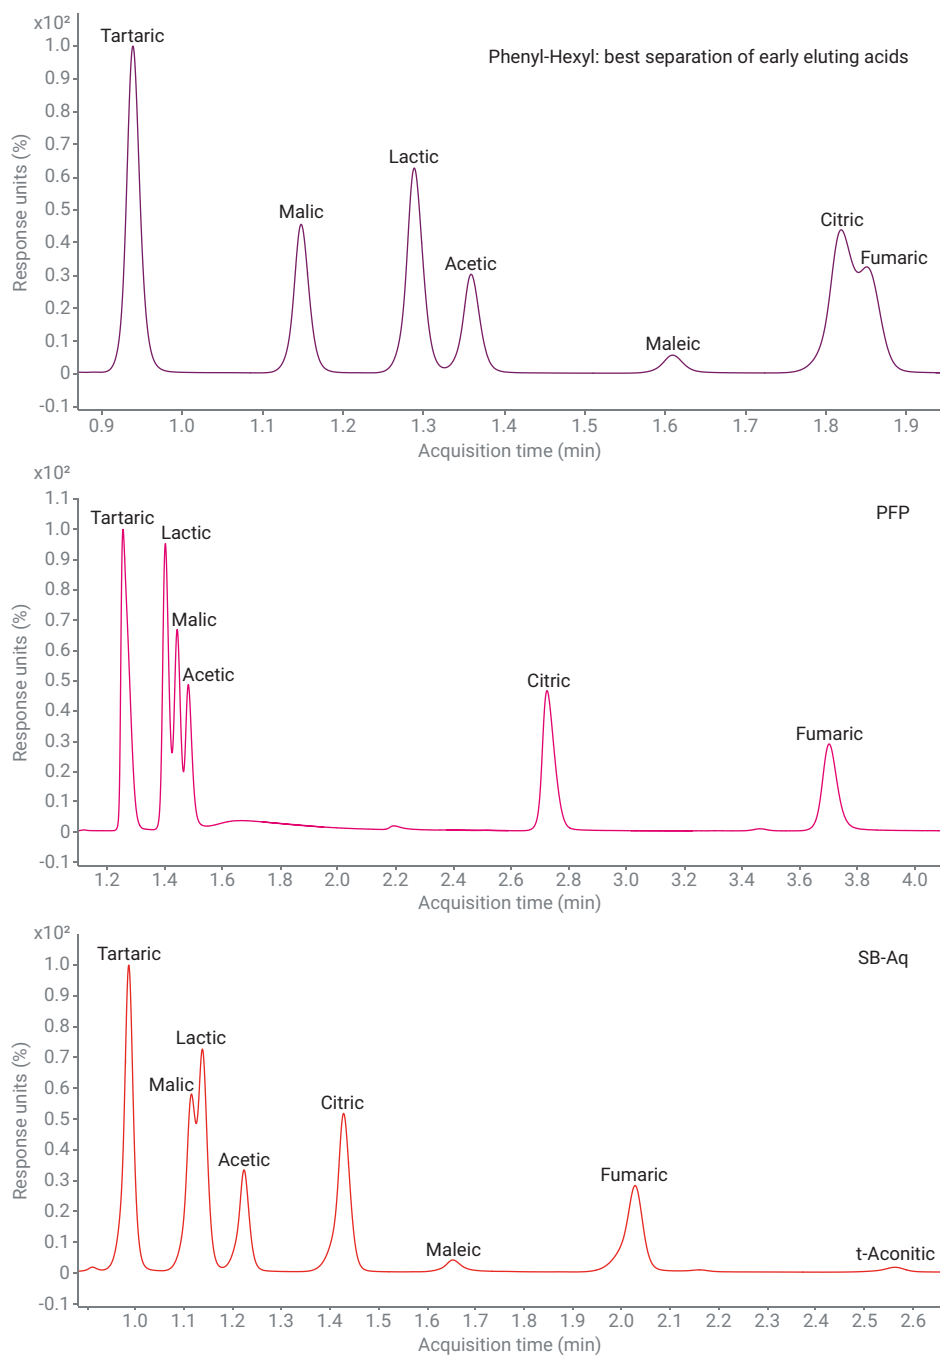 x10²
Tartaric
Phenyl-Hexyl: best separation of early eluting acids
Lactic
Malic
Citric
Acetic
Fumaric
Maleic
Response units (%)
1.0
0.9
0.8
0.7
0.6
0.5
0.4
0.3
0.2
0.1
0
-0.1
0.9 1.0 1.1 1.2 1.3 1.4 1.5 1.6 1.7 1.8 1.9
Acquisition time (min)
x10²
PFP
Tartaric
Lactic
Malic
Acetic
Citric
Fumaric
Response units (%)
1.1
1.0
0.9
0.8
0.7
0.6
0.5
0.4
0.3
0.2
0.1
0
-0.1
1.2 1.4 1.6 1.8 2.0 2.2 2.4 2.6 2.8 3.0 3.2 3.4 3.6 3.8 4.0
Acquisition time (min)
x10²
Tartaric
SB-Aq
Lactic
Malic
Citric
Acetic
Fumaric
Maleic
t-Aconitic
Response units (%)
1.0
0.9
0.8
0.7
0.6
0.5
0.4
0.3
0.2
0.1
0
-0.1
1.0 1.1 1.2 1.3 1.4 1.5 1.6 1.7 1.8 1.9 2.0 2.1 2.2 2.3 2.4 2.5 2.6
Acquisition time (min)